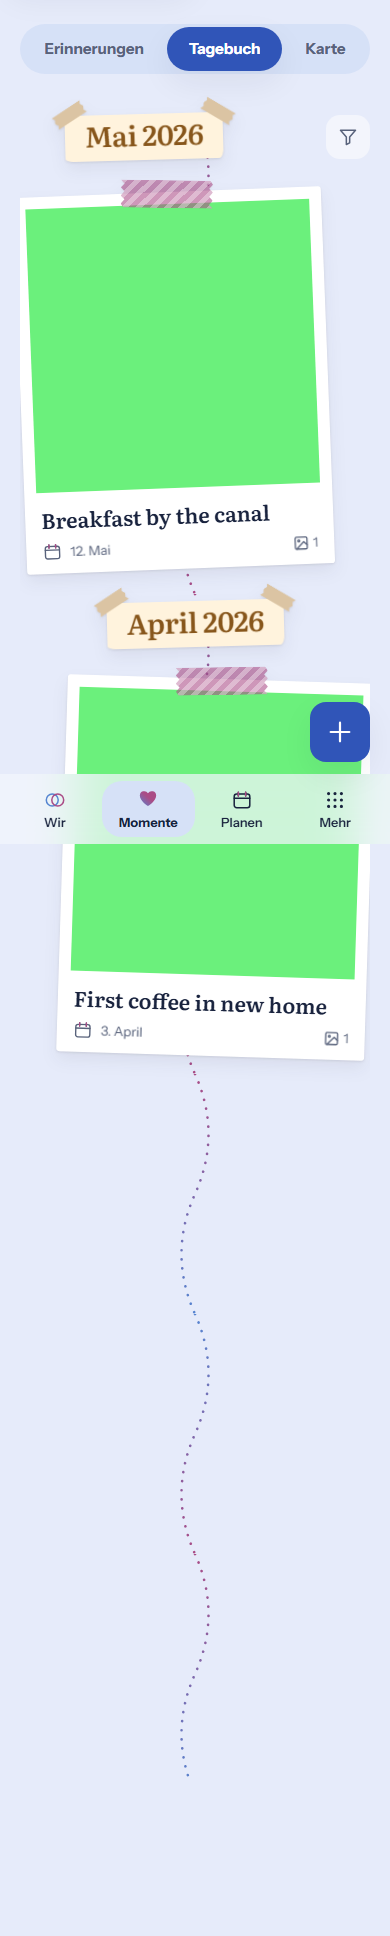 Erinnerungen Tagebuch Karte
Mai 2026
Breakfast by the canal
12. Mai 1
April 2026
Wir Momente Planen Mehr
First coffee in new home
3. April 1